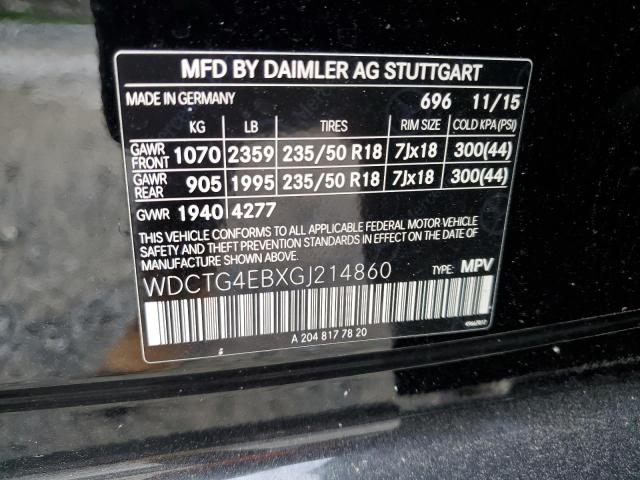 MFD BY DAIMLER AG STUTTGART
MADE IN GERMANY 696 11/15
KG LB TIRES RIM SIZE COLD KPA(PSI)
GAWR FRONT 1070 2359 235/50 R18 7Jx18 300(44)
GAWR REAR 905 1995 235/50 R18 7Jx18 300(44)
GVWR 1940 4277
THIS VEHICLE CONFORMS TO ALL APPLICABLE FEDERAL MOTOR VEHICLE
SAFETY AND THEFT PREVENTION STANDARDS IN EFFECT ON THE DATE OF
MANUFACTURE SHOWN ABOVE.
WDCTG4EBXGJ214860 TYPE: MPV
A 204 817 78 20